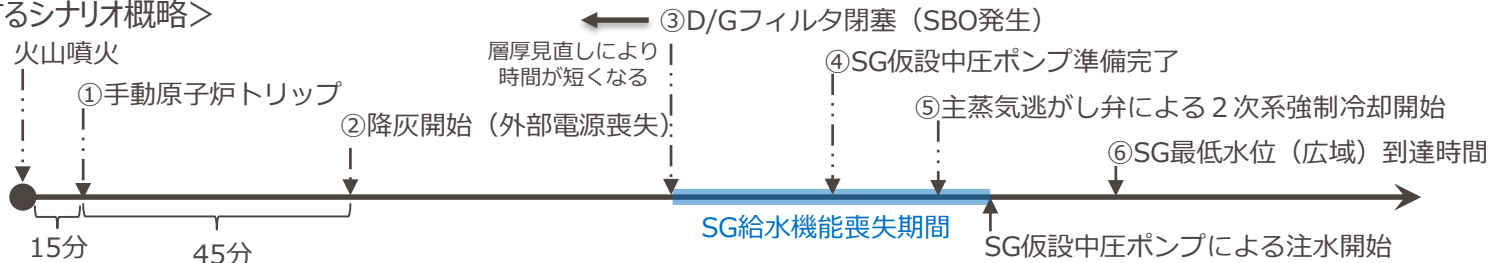 るシナリオ概略＞
火山噴火
①手動原子炉トリップ
②降灰開始（外部電源喪失）
層厚見直しにより
時間が短くなる
③D/Gフィルタ閉塞（SBO発生）
④SG仮設中圧ポンプ準備完了
⑤主蒸気逃がし弁による２次系強制冷却開始
⑥SG最低水位（広域）到達時間
15分
45分
SG給水機能喪失期間
SG仮設中圧ポンプによる注水開始